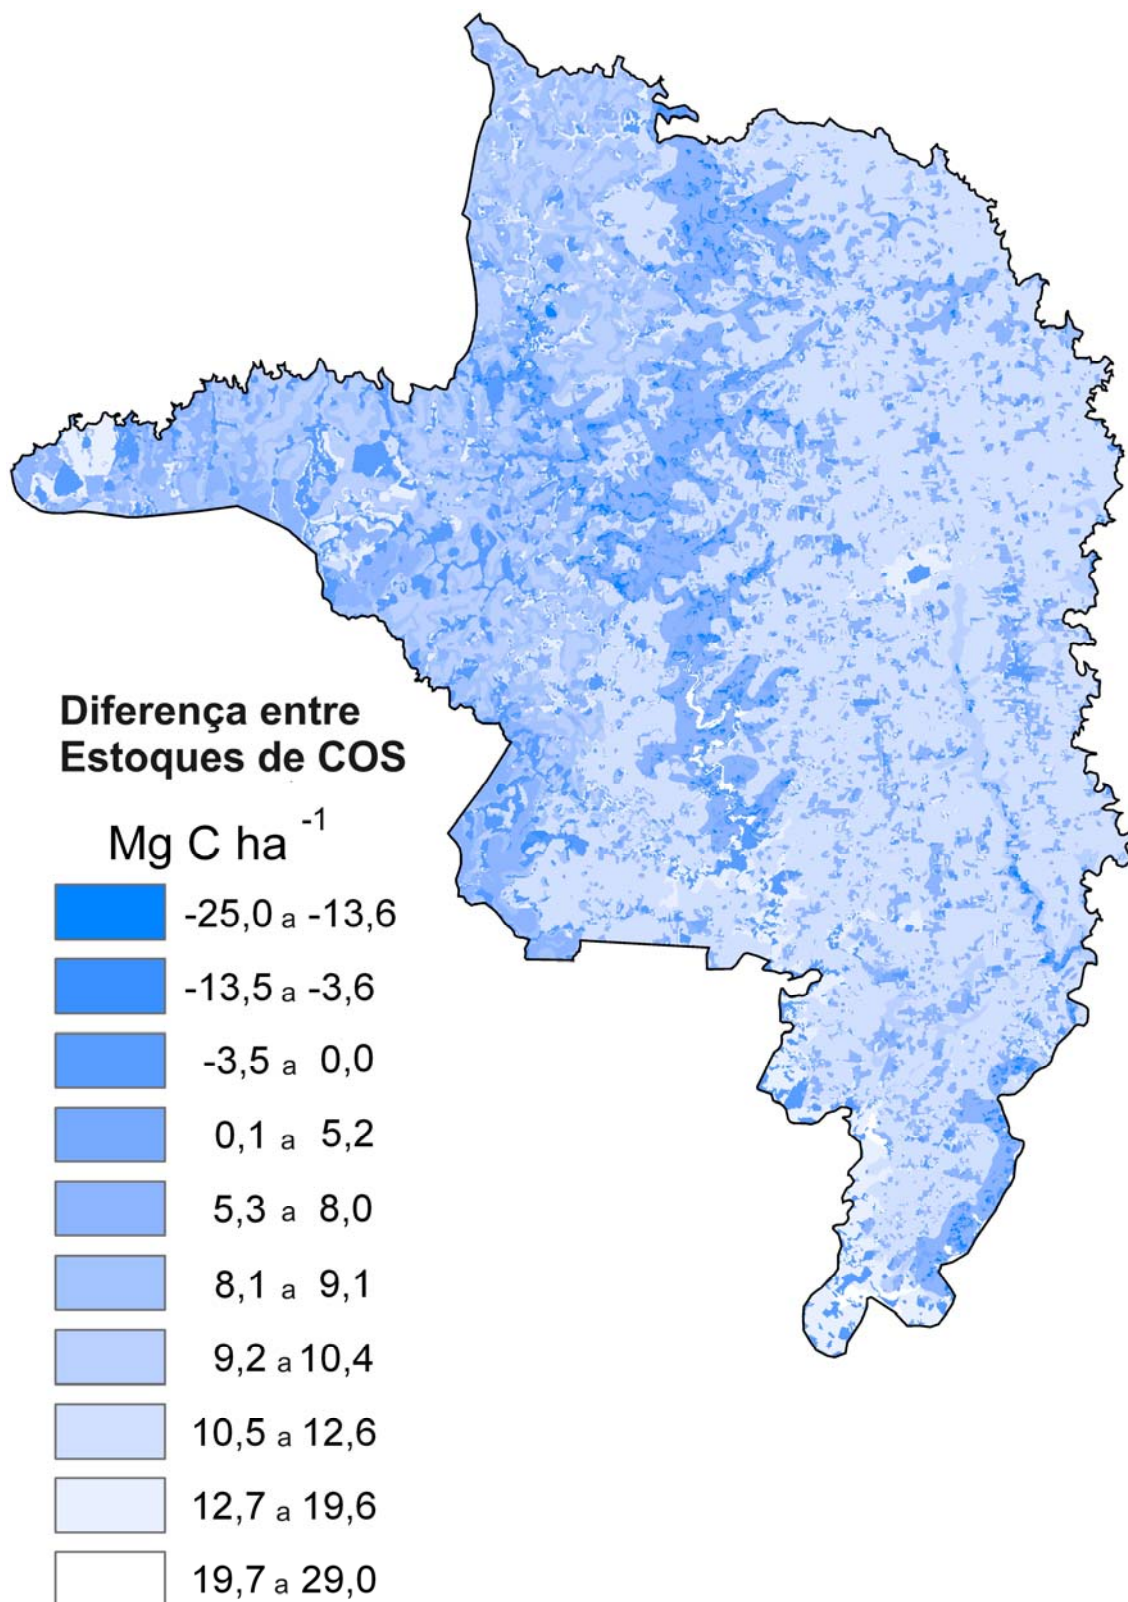 Diferença entre
Estoques de COS
Mg C ha -1
-25,0 a -13,6
-13,5 a -3,6
-3,5 a 0,0
0,1 a 5,2
5,3 a 8,0
8,1 a 9,1
9,2 a 10,4
10,5 a 12,6
12,7 a 19,6
19,7 a 29,0